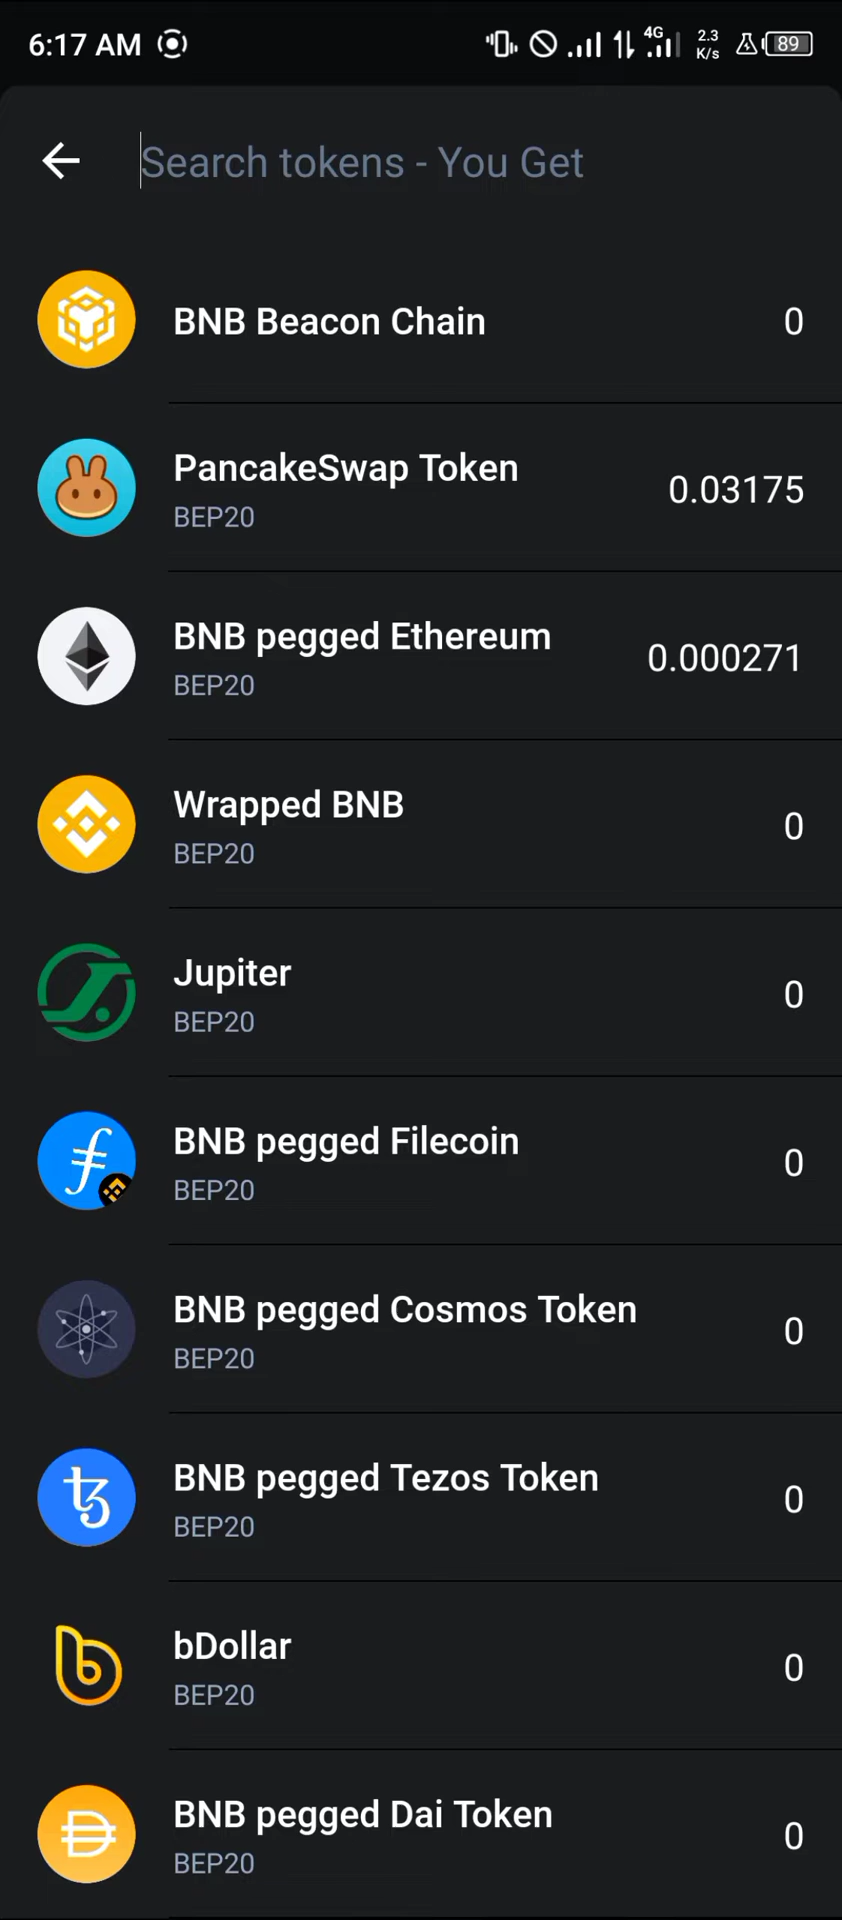 6:17 AM 4G 2.3 K/s 89
Search tokens - You Get
BNB Beacon Chain 0
PancakeSwap Token
BEP20 0.03175
BNB pegged Ethereum
BEP20 0.000271
Wrapped BNB
BEP20 0
Jupiter
BEP20 0
BNB pegged Filecoin
BEP20 0
BNB pegged Cosmos Token
BEP20 0
BNB pegged Tezos Token
BEP20 0
bDollar
BEP20 0
BNB pegged Dai Token
BEP20 0